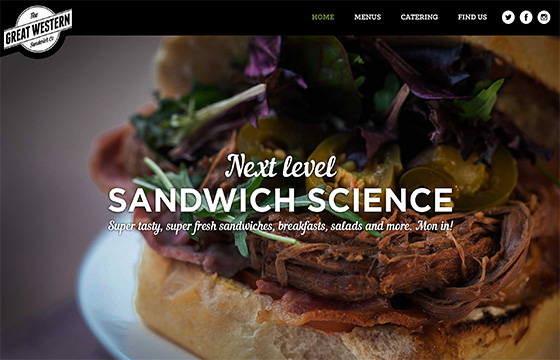 The
GREAT WESTERN
Sandwich Co
HOME MENUS CATERING FIND US
Next level
SANDWICH SCIENCE
Super tasty, super fresh sandwiches, breakfasts, salads and more. Mon in!